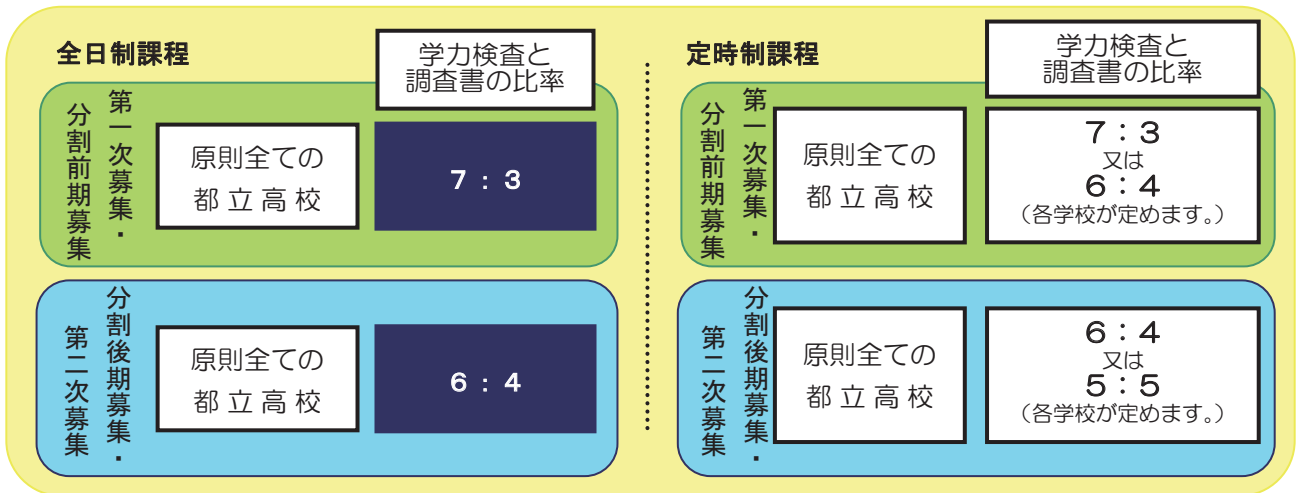 全日制課程
学力検査と
調査書の比率
第一次募集・
分割前期募集
原則全ての
都立高校
7:3
分割後期募集・
第二次募集
原則全ての
都立高校
6:4
定時制課程
学力検査と
調査書の比率
第一次募集・
分割前期募集
原則全ての
都立高校
7:3
又は
6:4
(各学校が定めます。)
分割後期募集・
第二次募集
原則全ての
都立高校
6:4
又は
5:5
(各学校が定めます。)